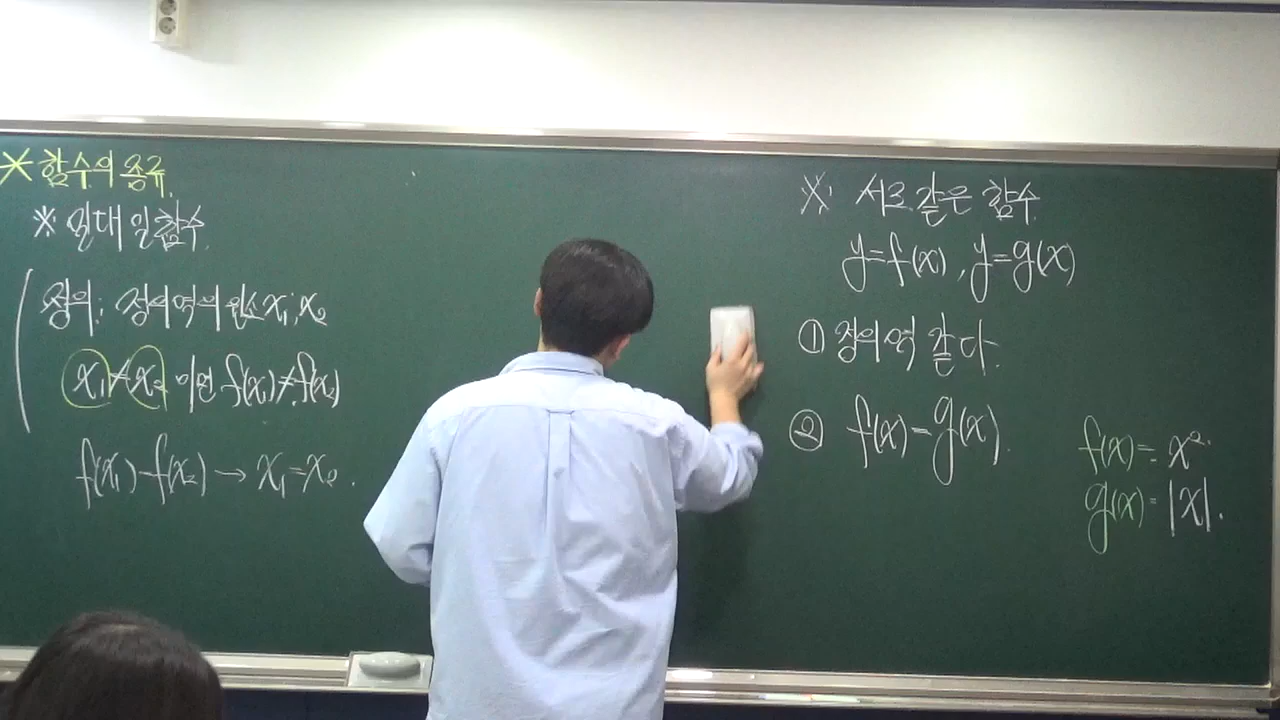 * 함수의 종류.
※ 일대일함수.
정의: 정의역의 원소 x₁, x₂
x₁≠x₂ 이면 f(x₁)≠f(x₂)
f(x₁)=f(x₂) → x₁=x₂.
※ 서로 같은 함수
y=f(x), y=g(x)
① 정의역 같다.
② f(x)=g(x).
f(x)=x².
g(x)=|x|.